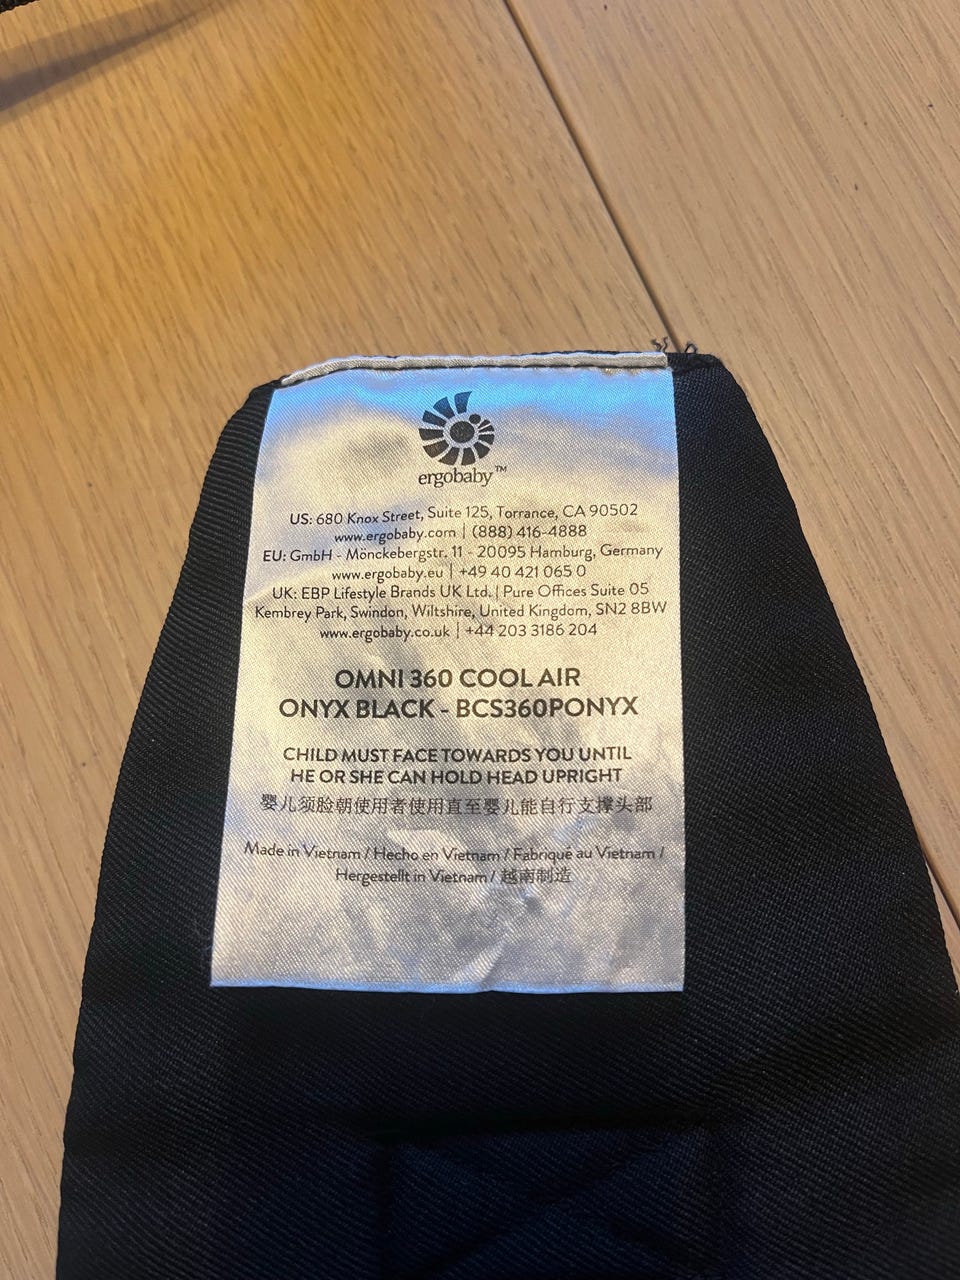 ergobaby™
US: 680 Knox Street, Suite 125, Torrance, CA 90502
www.ergobaby.com | (888) 416-4888
EU: GmbH - Mönckebergstr. 11 - 20095 Hamburg, Germany
www.ergobaby.eu | +49 40 421 065 0
UK: EBP Lifestyle Brands UK Ltd. | Pure Offices Suite 05
Kembrey Park, Swindon, Wiltshire, United Kingdom, SN2 8BW
www.ergobaby.co.uk | +44 203 3186 204
OMNI 360 COOL AIR
ONYX BLACK - BCS360PONYX
CHILD MUST FACE TOWARDS YOU UNTIL
HE OR SHE CAN HOLD HEAD UPRIGHT
婴儿须脸朝使用者使用直至婴儿能自行支撑头部
Made in Vietnam / Hecho en Vietnam / Fabriqué au Vietnam /
Hergestellt in Vietnam / 越南制造